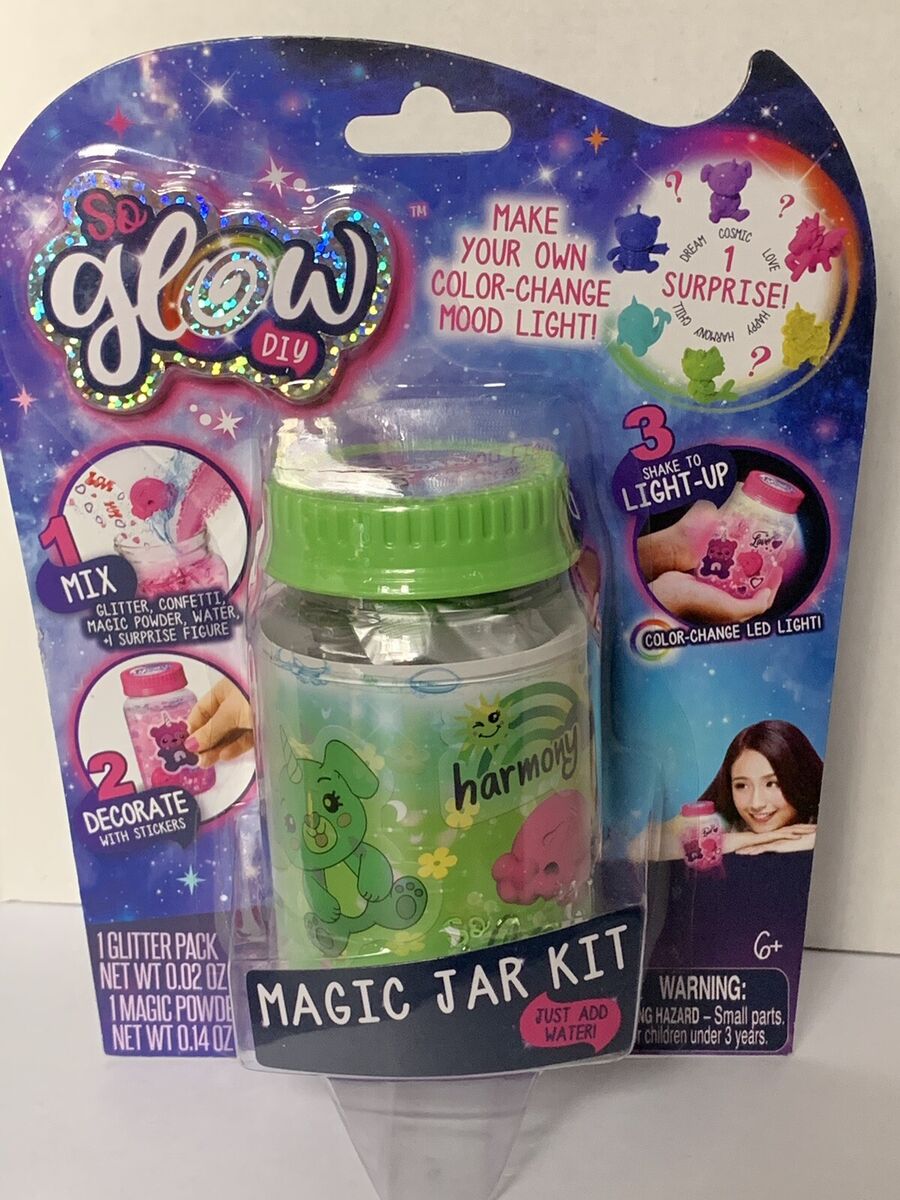 So
glow
DIY
™
MAKE
YOUR OWN
COLOR-CHANGE
MOOD LIGHT!
?
?
DREAM
COSMIC
LOVE
1
SURPRISE!
CHILL
HARMONY
HAPPY
?
1
MIX
GLITTER, CONFETTI,
MAGIC POWDER, WATER,
+1 SURPRISE FIGURE
2
DECORATE
WITH STICKERS
3
SHAKE TO
LIGHT-UP
Love
COLOR-CHANGE LED LIGHT!
harmony
1 GLITTER PACK
NET WT 0.02 OZ
1 MAGIC POWDE
NET WT 0.14 OZ
MAGIC JAR KIT
JUST ADD
WATER!
6+
WARNING:
NG HAZARD – Small parts.
r children under 3 years.